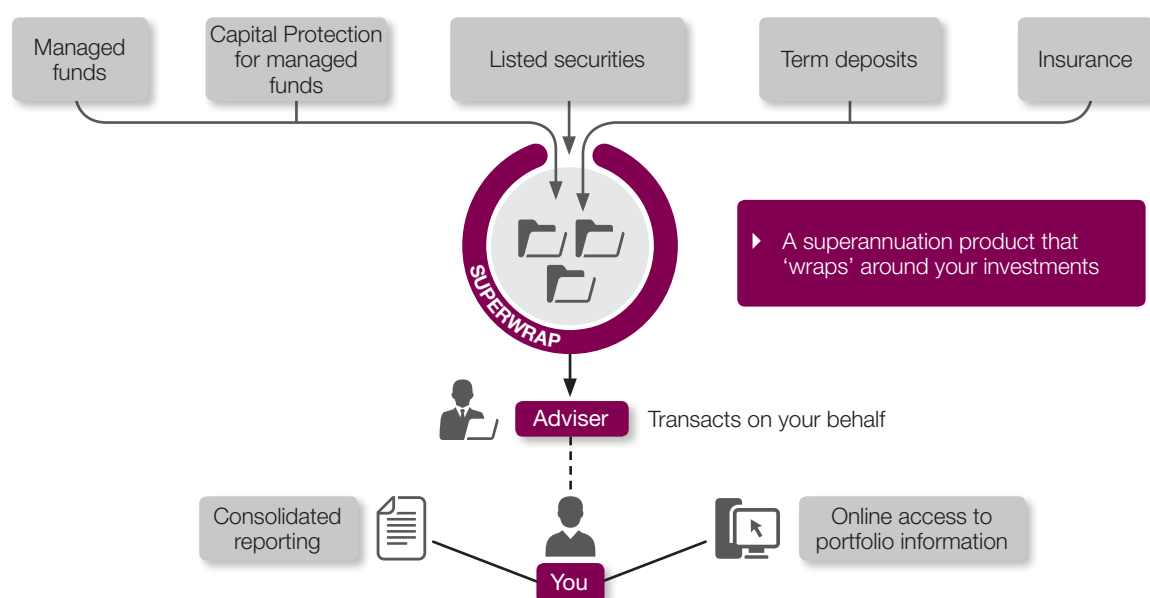 Managed
funds
Capital Protection
for managed
funds
Listed securities
Term deposits
Insurance
SUPERWRAP
A superannuation product that
‘wraps’ around your investments
Adviser
Transacts on your behalf
Consolidated
reporting
You
Online access to
portfolio information